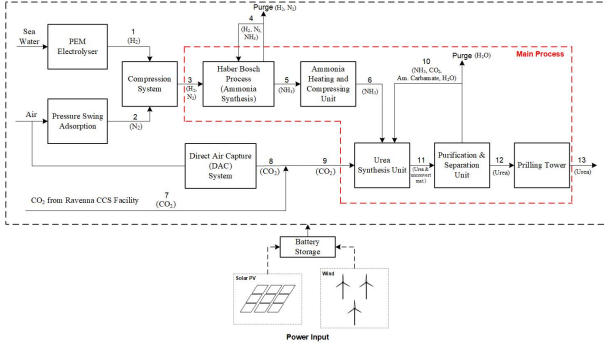 Purge (H₂, N₂)
Sea
Water
PEM
Electrolyser
1
(H₂)
4
(H₂, N₂,
NH₃)
10
(NH₃, CO₂,
Am. Carbamate, H₂O)
Purge (H₂O)
Main Process
Compression
System
3
(H₂,
N₂)
Haber Bosch
Process
(Ammonia
Synthesis)
5
(NH₃)
Ammonia
Heating and
Compressing
Unit
6
(NH₃)
Air
Pressure Swing
Adsorption
2
(N₂)
Direct Air Capture
(DAC)
System
8
(CO₂)
9
(CO₂)
Urea
Synthesis Unit
11
(Urea &
unconvert
mat.)
Purification &
Separation
Unit
12
(Urea)
Prilling Tower
13
(Urea)
CO₂ from Ravenna CCS Facility
7
(CO₂)
Battery
Storage
Solar PV
Wind
Power Input